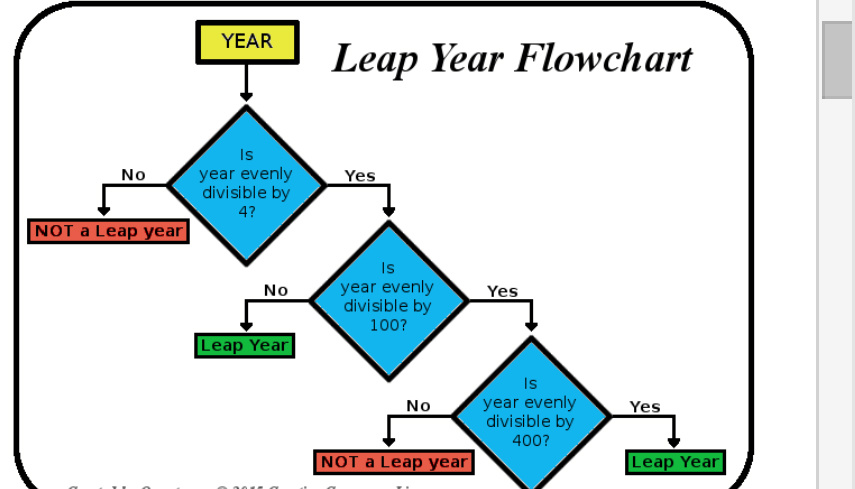 YEAR
Leap Year Flowchart
Is
year evenly
divisible by
4?
No
Yes
NOT a Leap year
Is
year evenly
divisible by
100?
No
Yes
Leap Year
Is
year evenly
divisible by
400?
No
Yes
NOT a Leap year
Leap Year